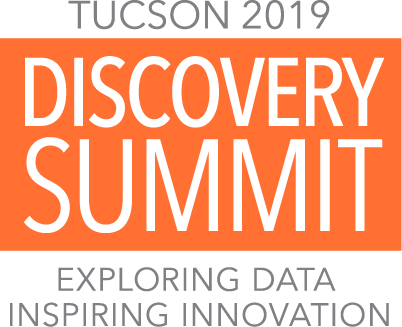 TUCSON 2019
DISCOVERY
SUMMIT
EXPLORING DATA
INSPIRING INNOVATION